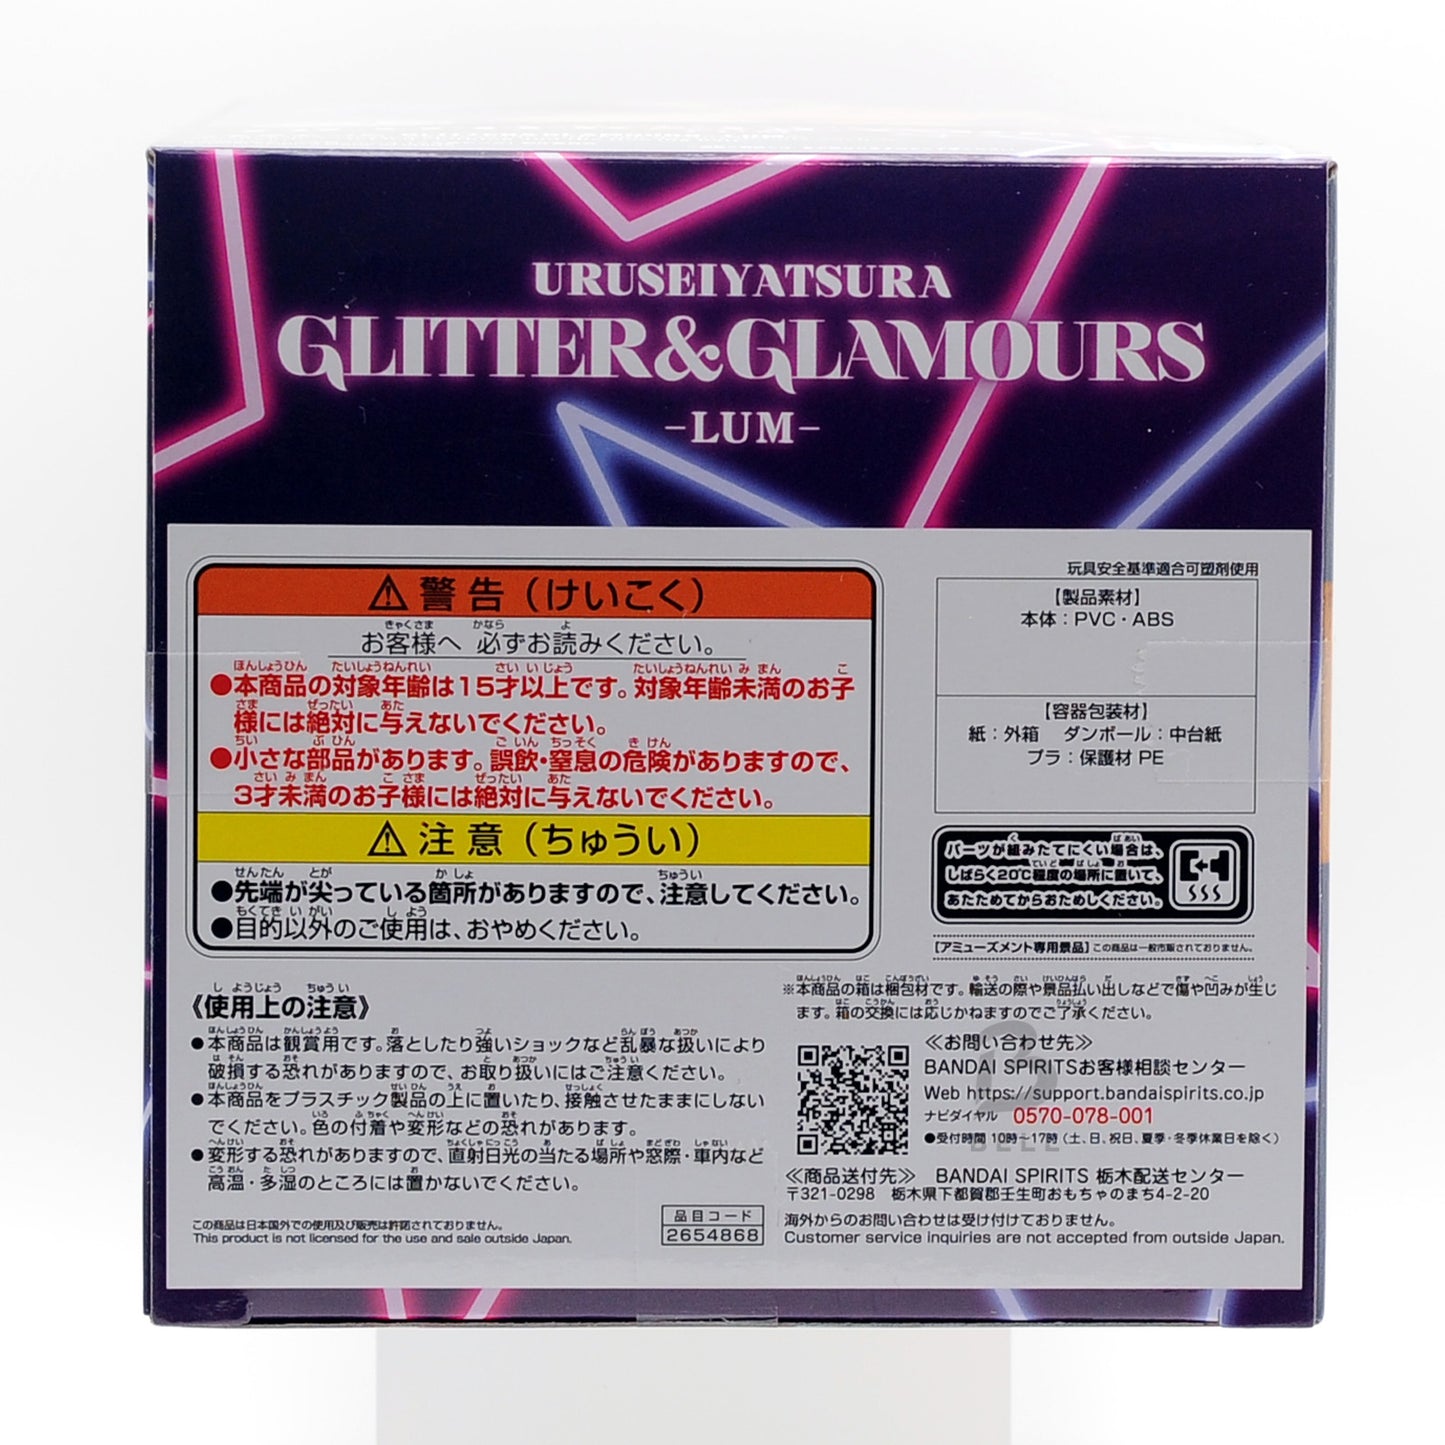 URUSEIYATSURA
GLITTER&GLAMOURS
-LUM-
⚠警告(けいこく)
お客様へ 必ずお読みください。
●本商品の対象年齢は15才以上です。対象年齢未満のお子
様には絶対に与えないでください。
●小さな部品があります。誤飲・窒息の危険がありますので、
3才未満のお子様には絶対に与えないでください。
⚠注意(ちゅうい)
●先端が尖っている箇所がありますので、注意してください。
●目的以外のご使用は、おやめください。
玩具安全基準適合可塑剤使用
【製品素材】
本体:PVC・ABS
【容器包装材】
紙:外箱 ダンボール:中台紙
プラ:保護材 PE
パーツが組みたてにくい場合は、
しばらく20℃程度の場所に置いて、
あたためてからおためしください。
【アミューズメント専用景品】この商品は一般市販されておりません。
《使用上の注意》
●本商品は観賞用です。落としたり強いショックなど乱暴な扱いにより
破損する恐れがありますので、お取り扱いにはご注意ください。
●本商品をプラスチック製品の上に置いたり、接触させたままにしない
でください。色の付着や変形などの恐れがあります。
●変形する恐れがありますので、直射日光の当たる場所や窓際・車内など
高温・多湿のところには置かないでください。
この商品は日本国外での使用及び販売は許諾されておりません。
This product is not licensed for the use and sale outside Japan.
品目コード
2654868
※本商品の箱は梱包材です。輸送の際や景品払い出しなどで傷や凹みが生じ
ます。箱の交換には応じかねますのでご了承ください。
≪お問い合わせ先≫
BANDAI SPIRITSお客様相談センター
Web https://support.bandaispirits.co.jp
ナビダイヤル 0570-078-001
●受付時間 10時〜17時(土、日、祝日、夏季・冬季休業日を除く)
≪商品送付先≫ BANDAI SPIRITS 栃木配送センター
〒321-0298 栃木県下都賀郡壬生町おもちゃのまち4-2-20
海外からのお問い合わせは受け付けておりません。
Customer service inquiries are not accepted from outside Japan.